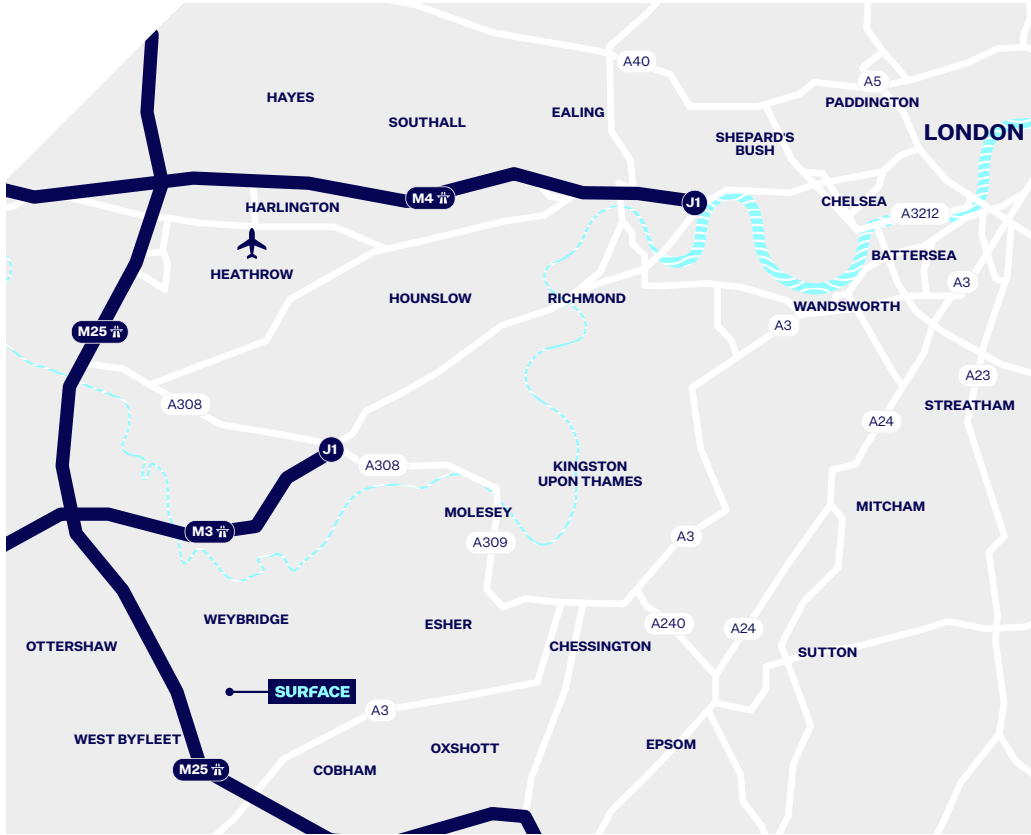 A40
A5
HAYES
PADDINGTON
EALING
SOUTHALL
LONDON
SHEPARD'S
BUSH
M4
J1
CHELSEA
HARLINGTON
A3212
BATTERSEA
HEATHROW
A3
HOUNSLOW
RICHMOND
WANDSWORTH
A3
M25
A23
A308
STREATHAM
A24
J1
A308
KINGSTON
UPON THAMES
MITCHAM
MOLESEY
M3
A3
A309
WEYBRIDGE
ESHER
A240
A24
OTTERSHAW
CHESSINGTON
SUTTON
SURFACE
A3
WEST BYFLEET
OXSHOTT
EPSOM
M25
COBHAM